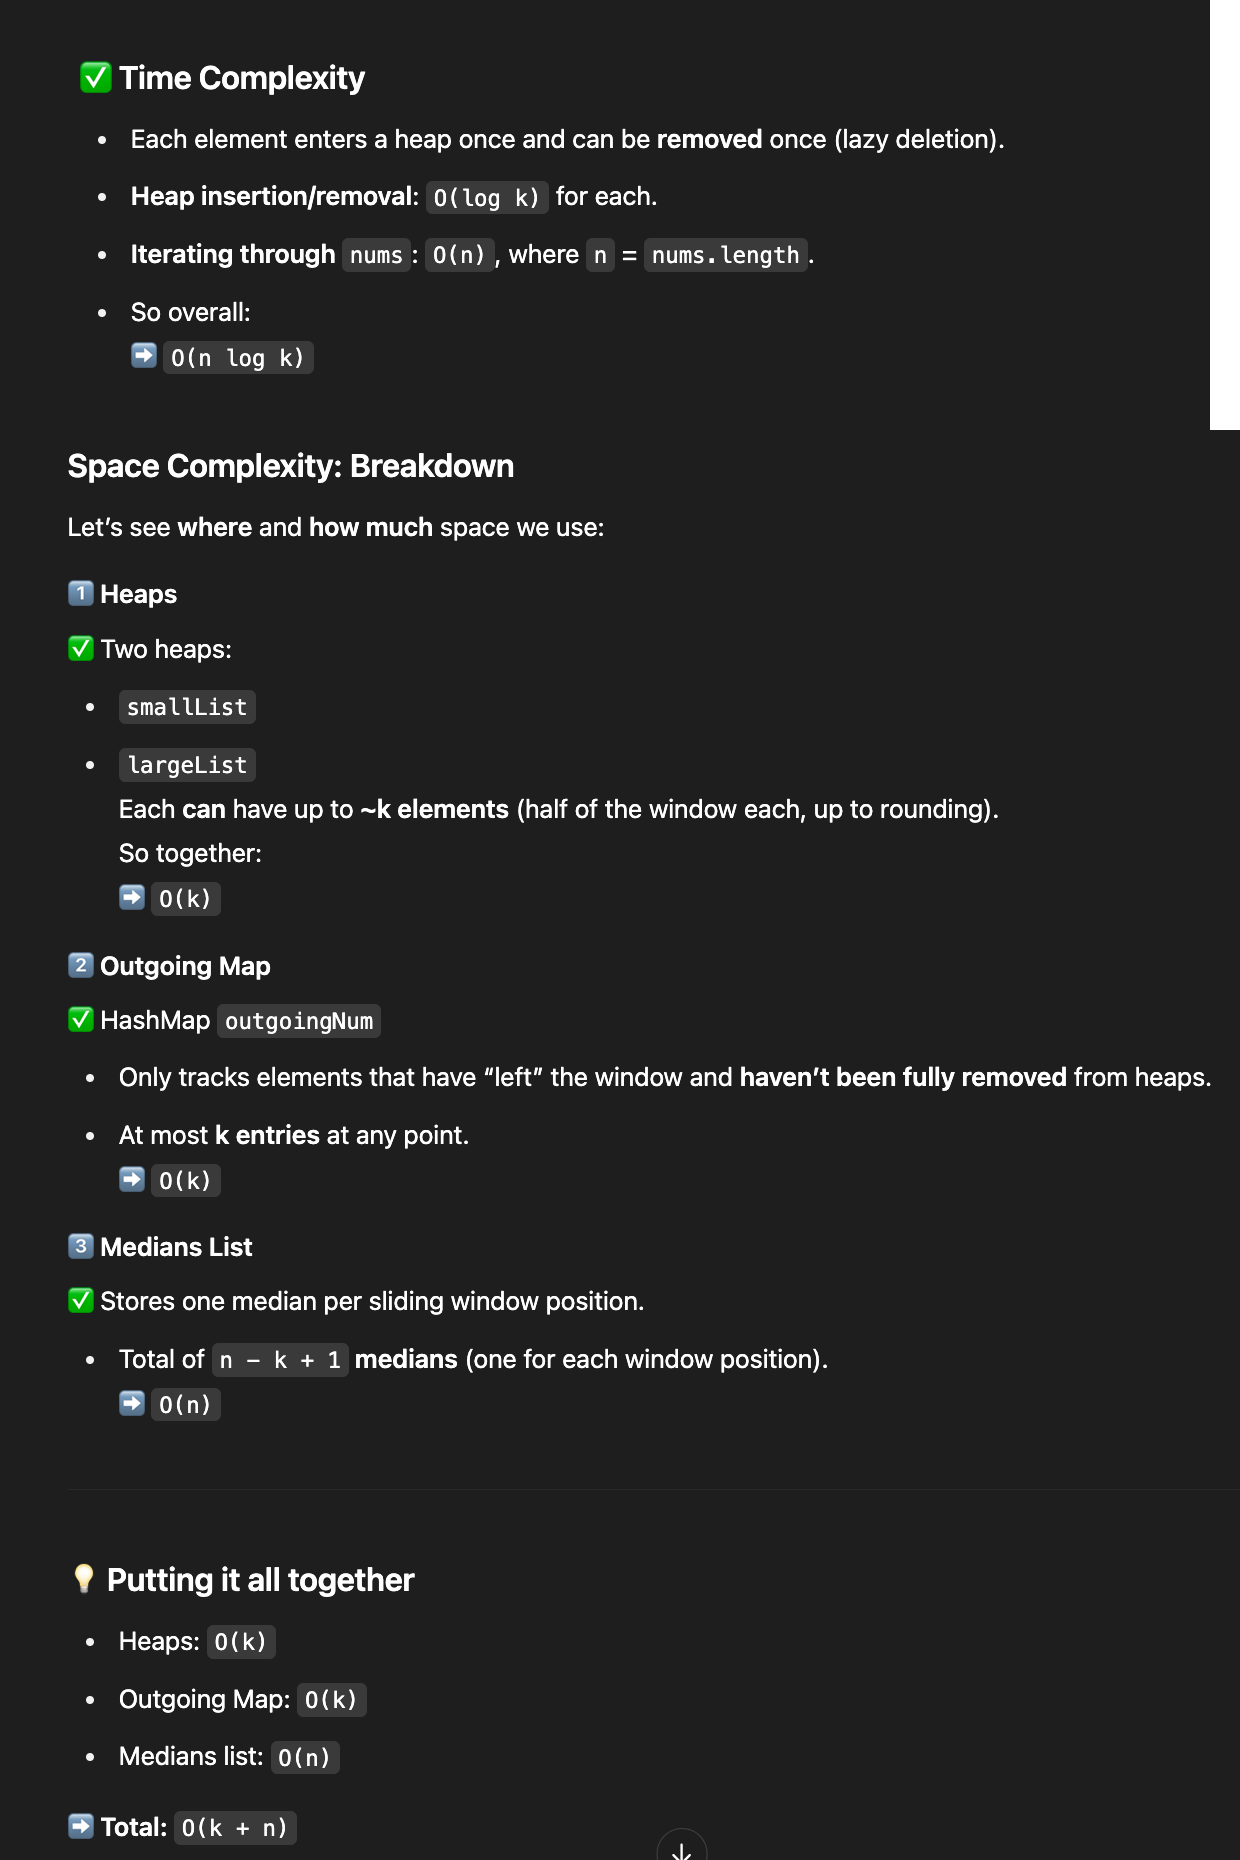 ✅ Time Complexity
• Each element enters a heap once and can be removed once (lazy deletion).
• Heap insertion/removal: O(log k) for each.
• Iterating through nums: O(n), where n = nums.length.
• So overall:
➡️ O(n log k)
Space Complexity: Breakdown
Let’s see where and how much space we use:
1️⃣ Heaps
✅ Two heaps:
• smallList
• largeList
Each can have up to ~k elements (half of the window each, up to rounding).
So together:
➡️ O(k)
2️⃣ Outgoing Map
✅ HashMap outgoingNum
• Only tracks elements that have “left” the window and haven’t been fully removed from heaps.
• At most k entries at any point.
➡️ O(k)
3️⃣ Medians List
✅ Stores one median per sliding window position.
• Total of n − k + 1 medians (one for each window position).
➡️ O(n)
💡 Putting it all together
• Heaps: O(k)
• Outgoing Map: O(k)
• Medians list: O(n)
➡️ Total: O(k + n)